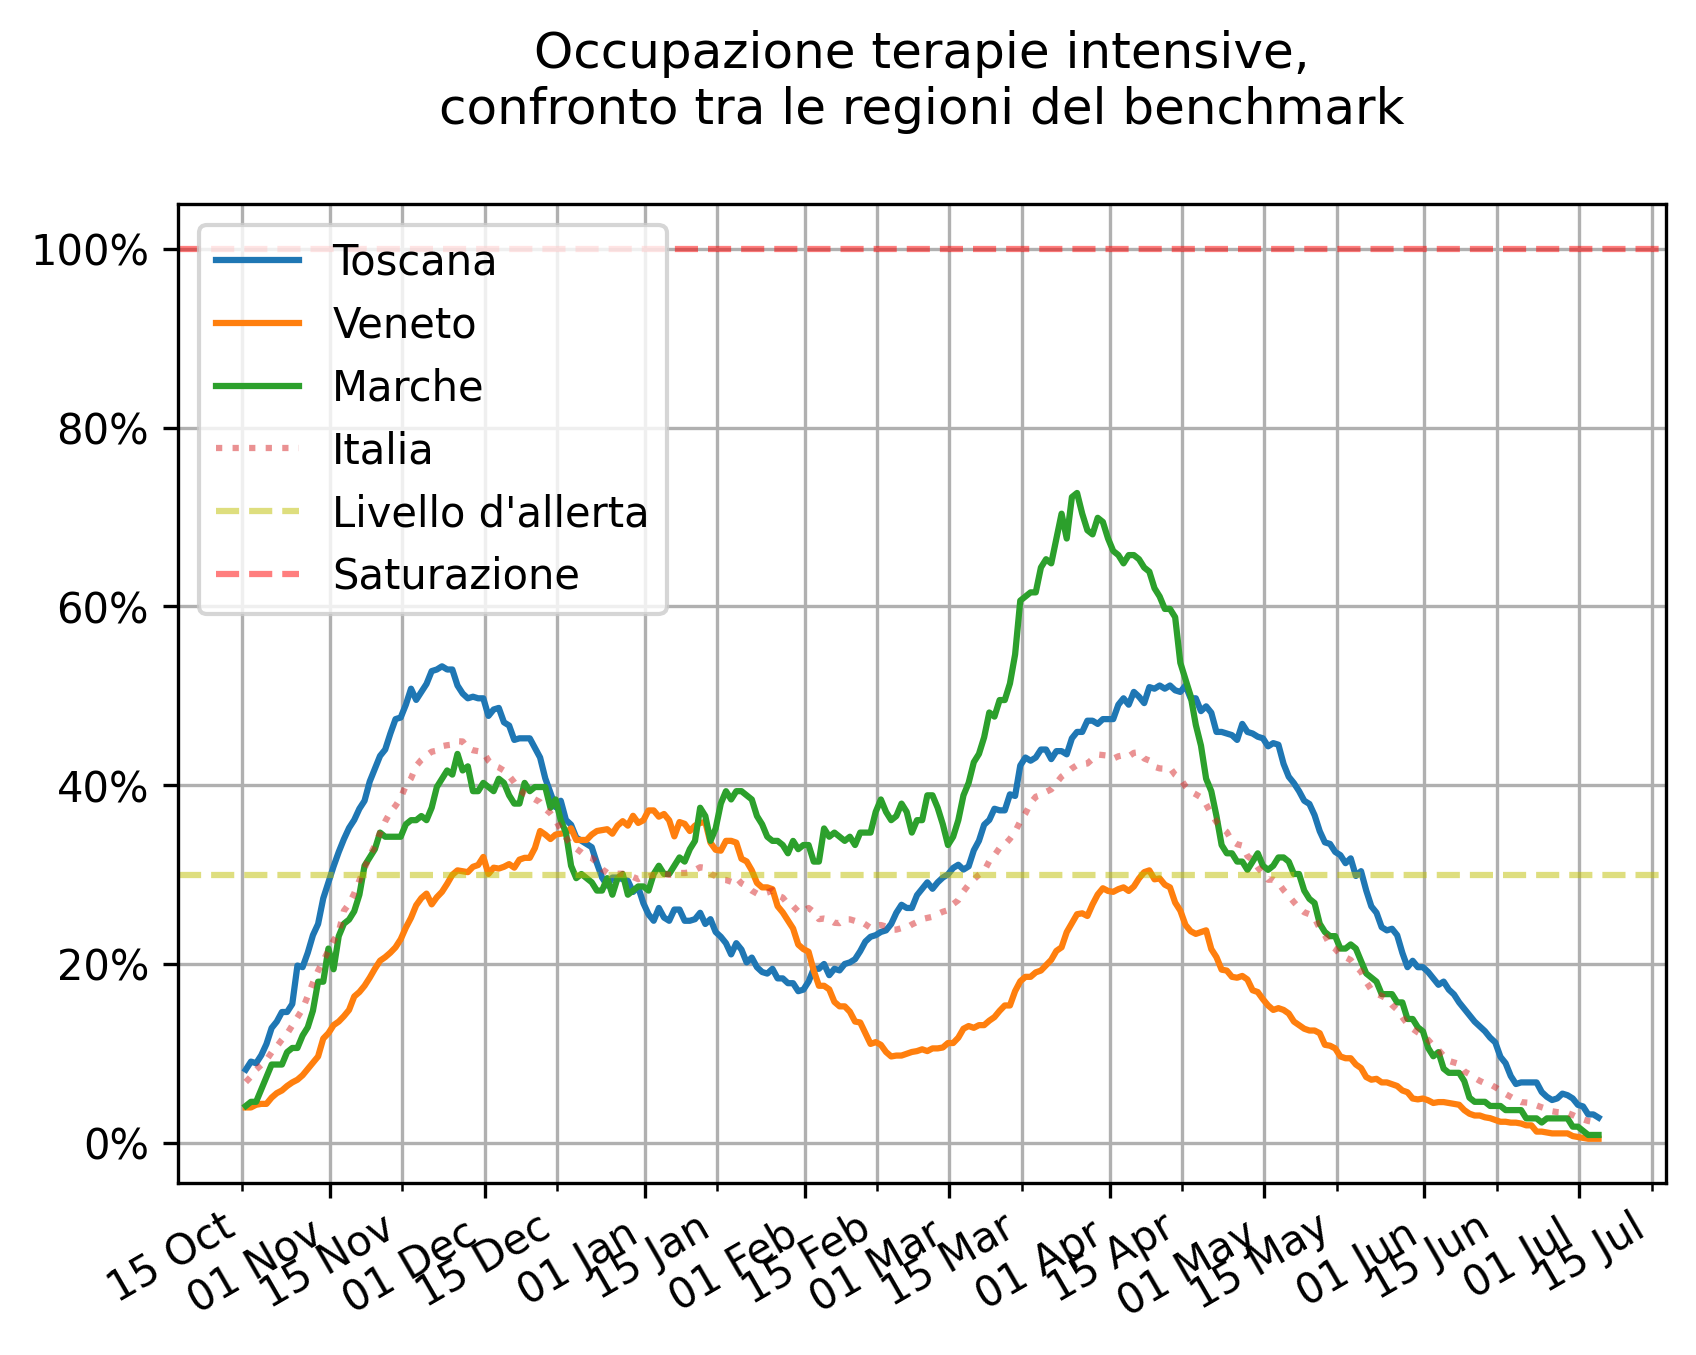 Occupazione terapie intensive,
confronto tra le regioni del benchmark
100%
80%
60%
40%
20%
0%
Toscana
Veneto
Marche
Italia
Livello d'allerta
Saturazione
15 Oct
01 Nov
15 Nov
01 Dec
15 Dec
01 Jan
15 Jan
01 Feb
15 Feb
01 Mar
15 Mar
01 Apr
15 Apr
01 May
15 May
01 Jun
15 Jun
01 Jul
15 Jul